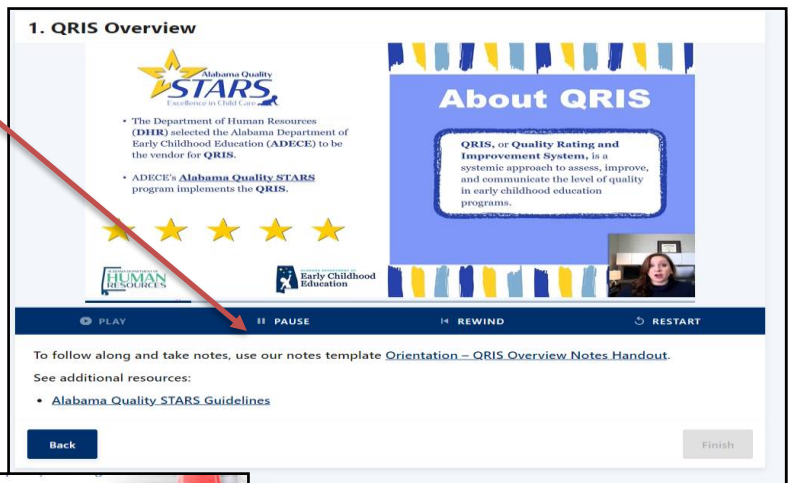 1. QRIS Overview
Alabama Quality
STARS
Excellence in Child Care
• The Department of Human Resources
(DHR) selected the Alabama Department of
Early Childhood Education (ADECE) to be
the vendor for QRIS.
• ADECE's Alabama Quality STARS
program implements the QRIS.
HUMAN
RESOURCES
Early Childhood
Education
About QRIS
QRIS, or Quality Rating and
Improvement System, is a
systemic approach to assess, improve,
and communicate the level of quality
in early childhood education
programs.
PLAY
PAUSE
REWIND
RESTART
To follow along and take notes, use our notes template Orientation – QRIS Overview Notes Handout.
See additional resources:
• Alabama Quality STARS Guidelines
Back
Finish